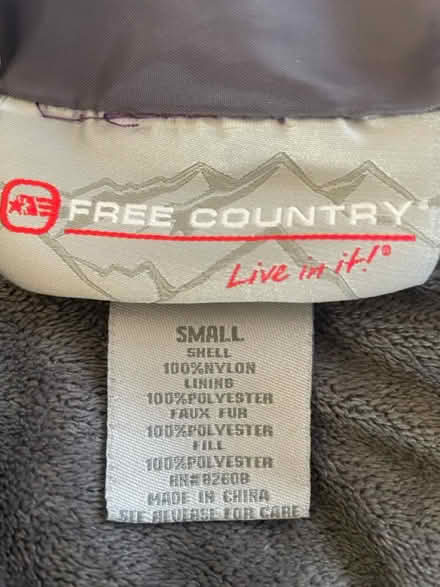 FREE COUNTRY
Live in it!®
SMALL
SHELL
100%NYLON
LINING
100%POLYESTER
FAUX FUR
100%POLYESTER
FILL
100%POLYESTER
RN#82608
MADE IN CHINA
SEE REVERSE FOR CARE